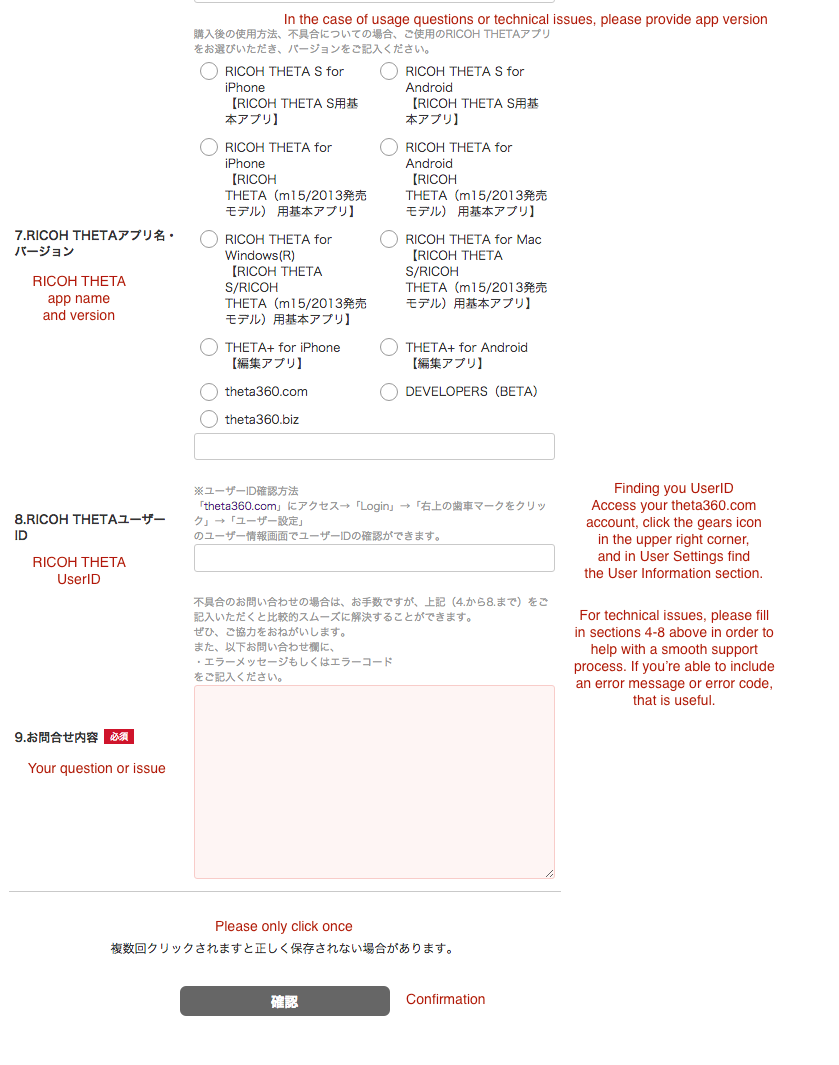 In the case of usage questions or technical issues, please provide app version
購入後の使用方法、不具合についての場合、ご使用のRICOH THETAアプリ
をお選びいただき、バージョンをご記入ください。
RICOH THETA S for
iPhone
【RICOH THETA S用基
本アプリ】
RICOH THETA S for
Android
【RICOH THETA S用基
本アプリ】
RICOH THETA for
iPhone
【RICOH
THETA（m15/2013発売
モデル） 用基本アプリ】
RICOH THETA for
Android
【RICOH
THETA（m15/2013発売
モデル） 用基本アプリ】
7.RICOH THETAアプリ名・
バージョン
RICOH THETA
app name
and version
RICOH THETA for
Windows(R)
【RICOH THETA
S/RICOH
THETA（m15/2013発売
モデル）用基本アプリ】
RICOH THETA for Mac
【RICOH THETA
S/RICOH
THETA（m15/2013発売
モデル）用基本アプリ】
THETA+ for iPhone
【編集アプリ】
THETA+ for Android
【編集アプリ】
theta360.com
DEVELOPERS（BETA）
theta360.biz
8.RICOH THETAユーザー
ID
RICOH THETA
UserID
※ユーザーID確認方法
「theta360.com」にアクセス→「Login」→「右上の歯車マークをクリッ
ク」→「ユーザー設定」
のユーザー情報画面でユーザーIDの確認ができます。
Finding you UserID
Access your theta360.com
account, click the gears icon
in the upper right corner,
and in User Settings find
the User Information section.
不具合のお問い合わせの場合は、お手数ですが、上記（4.から8.まで）をご
記入いただくと比較的スムーズに解決することができます。
ぜひ、ご協力をおねがいします。
また、以下お問い合わせ欄に、
・エラーメッセージもしくはエラーコード
をご記入ください。
For technical issues, please fill
in sections 4-8 above in order to
help with a smooth support
process. If you’re able to include
an error message or error code,
that is useful.
9.お問合せ内容 必須
Your question or issue
Please only click once
複数回クリックされますと正しく保存されない場合があります。
確認
Confirmation